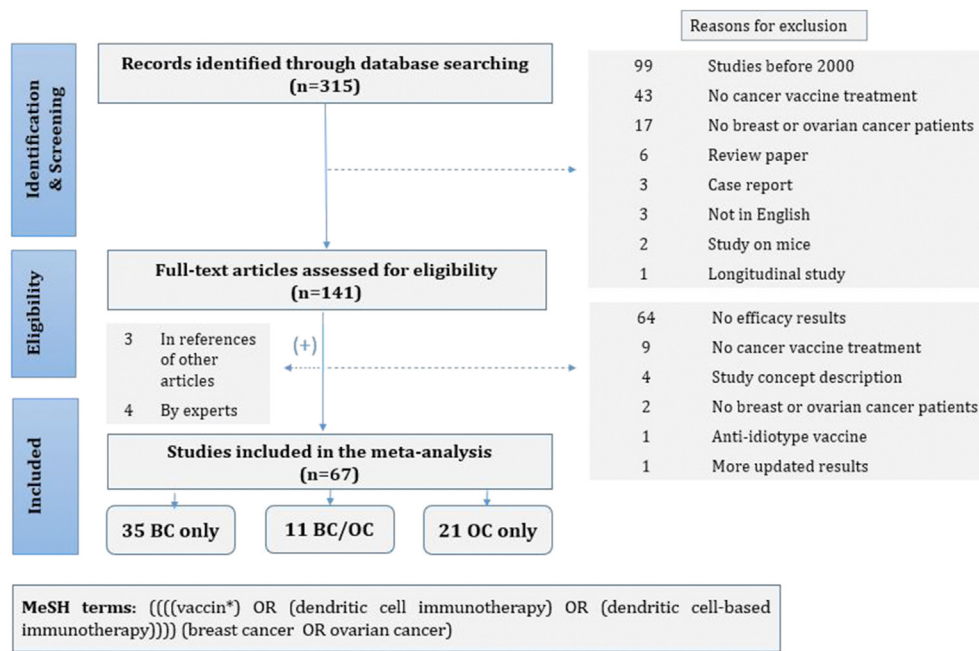 Reasons for exclusion
Identification
& Screening
Records identified through database searching
(n=315)
99 Studies before 2000
43 No cancer vaccine treatment
17 No breast or ovarian cancer patients
6 Review paper
3 Case report
3 Not in English
2 Study on mice
1 Longitudinal study
Eligibility
Full-text articles assessed for eligibility
(n=141)
3 In references
of other
articles
4 By experts
(+)
64 No efficacy results
9 No cancer vaccine treatment
4 Study concept description
2 No breast or ovarian cancer patients
1 Anti-idiotype vaccine
1 More updated results
Included
Studies included in the meta-analysis
(n=67)
35 BC only
11 BC/OC
21 OC only
MeSH terms: ((((vaccin*) OR (dendritic cell immunotherapy) OR (dendritic cell-based
immunotherapy)))) (breast cancer OR ovarian cancer)